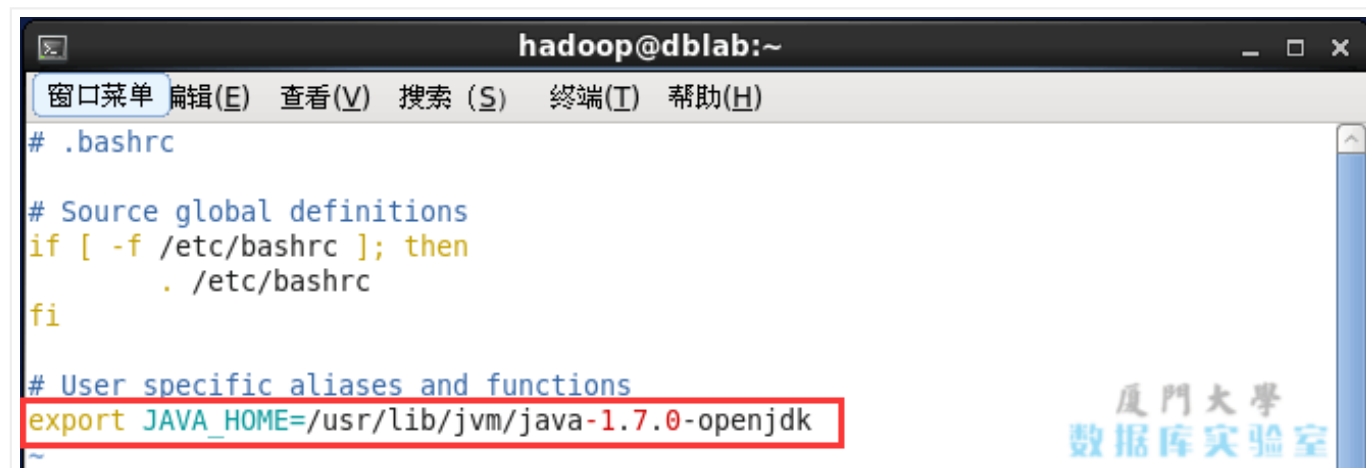 hadoop@dblab:~
窗口菜单 编辑(E) 查看(V) 搜索 (S) 终端(T) 帮助(H)
# .bashrc
# Source global definitions
if [ -f /etc/bashrc ]; then
. /etc/bashrc
fi
# User specific aliases and functions
export JAVA_HOME=/usr/lib/jvm/java-1.7.0-openjdk
~
厦門大學
数据库实验室